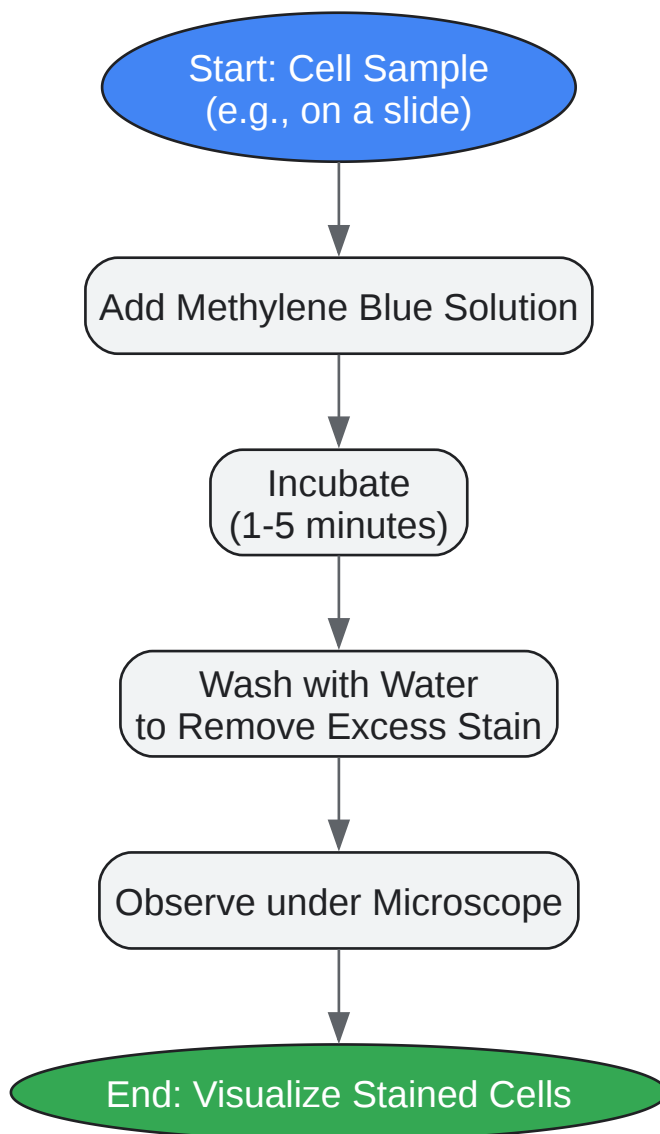 Start: Cell Sample
(e.g., on a slide)
Add Methylene Blue Solution
Incubate
(1-5 minutes)
Wash with Water
to Remove Excess Stain
Observe under Microscope
End: Visualize Stained Cells